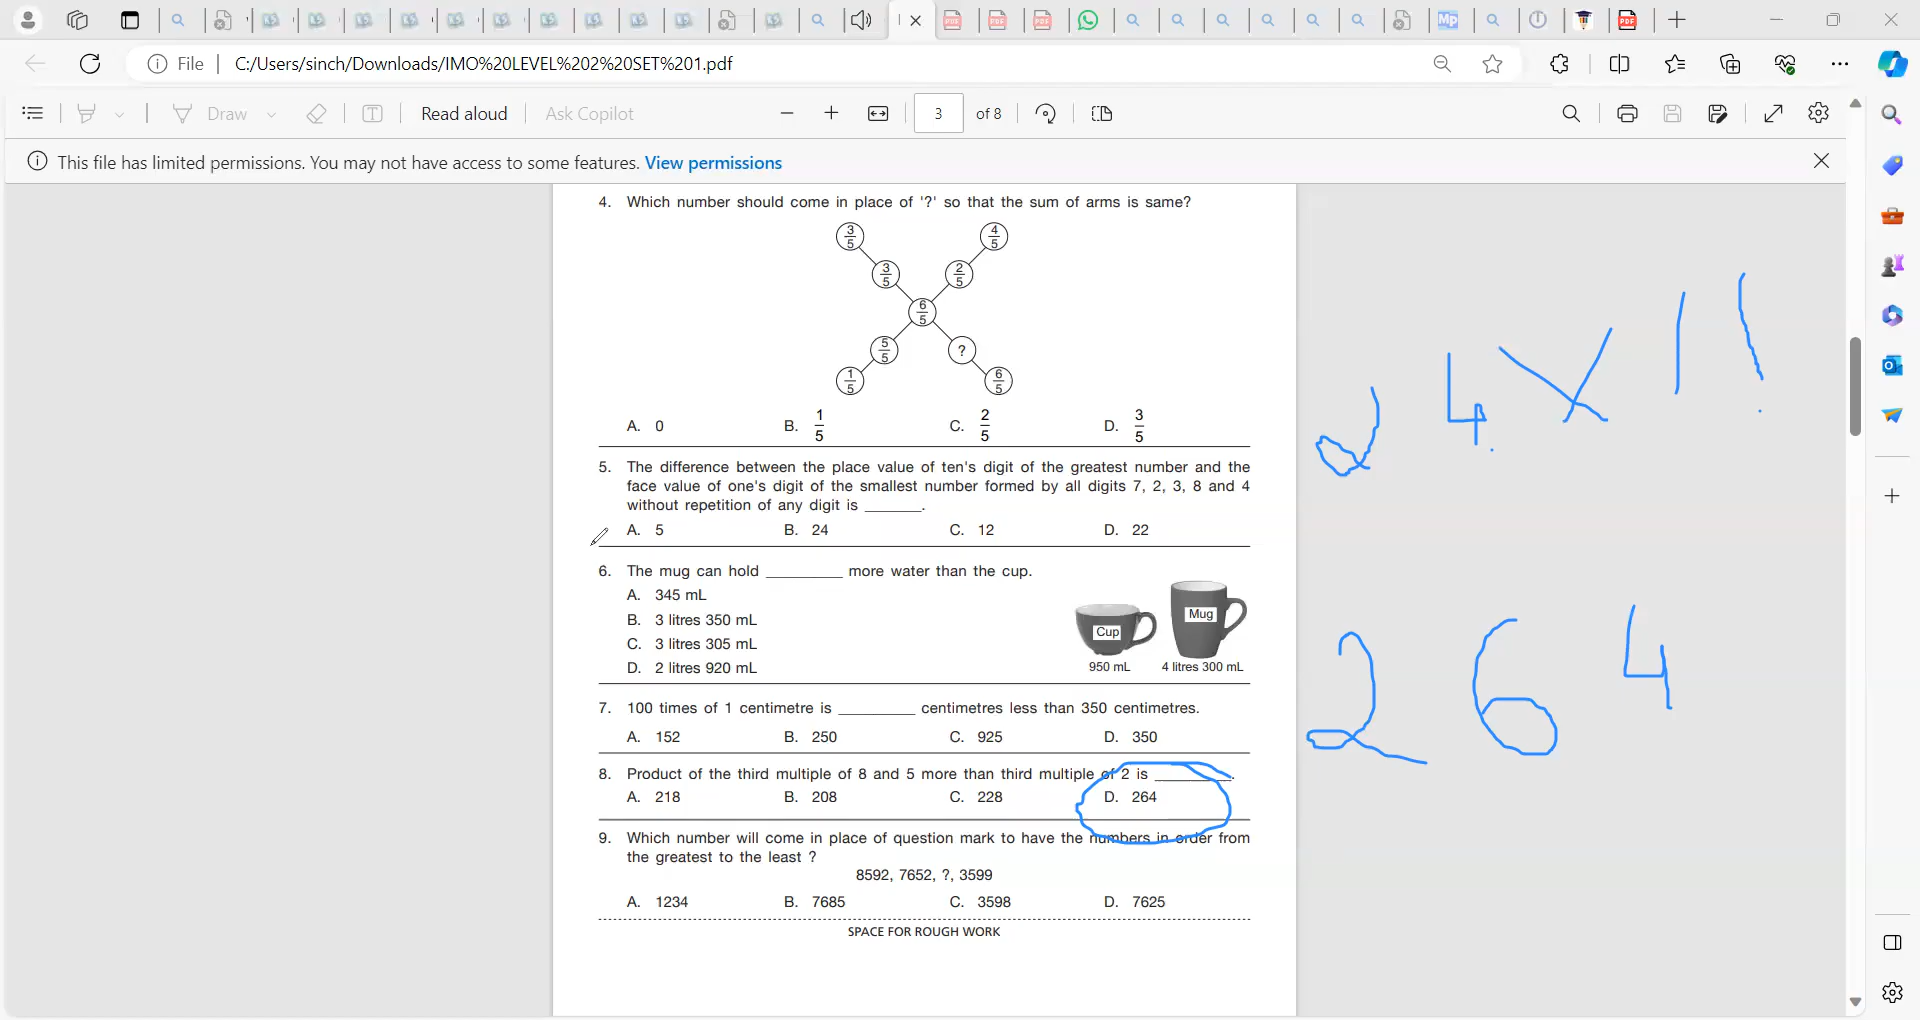 File C:/Users/sinch/Downloads/IMO%20LEVEL%202%20SET%201.pdf
Draw Read aloud Ask Copilot 3 of 8
This file has limited permissions. You may not have access to some features. View permissions
4. Which number should come in place of '?' so that the sum of arms is same?
3/5 4/5
3/5 2/5
6/5
5/5 ?
1/5 6/5
A. 0 B. 1/5 C. 2/5 D. 3/5
5. The difference between the place value of ten's digit of the greatest number and the
face value of one's digit of the smallest number formed by all digits 7, 2, 3, 8 and 4
without repetition of any digit is _______.
A. 5 B. 24 C. 12 D. 22
6. The mug can hold _________ more water than the cup.
A. 345 mL
B. 3 litres 350 mL
C. 3 litres 305 mL
D. 2 litres 920 mL
Cup Mug
950 mL 4 litres 300 mL
7. 100 times of 1 centimetre is _________ centimetres less than 350 centimetres.
A. 152 B. 250 C. 925 D. 350
8. Product of the third multiple of 8 and 5 more than third multiple of 2 is _________.
A. 218 B. 208 C. 228 D. 264
9. Which number will come in place of question mark to have the numbers in order from
the greatest to the least ?
8592, 7652, ?, 3599
A. 1234 B. 7685 C. 3598 D. 7625
SPACE FOR ROUGH WORK
24 X 11
264